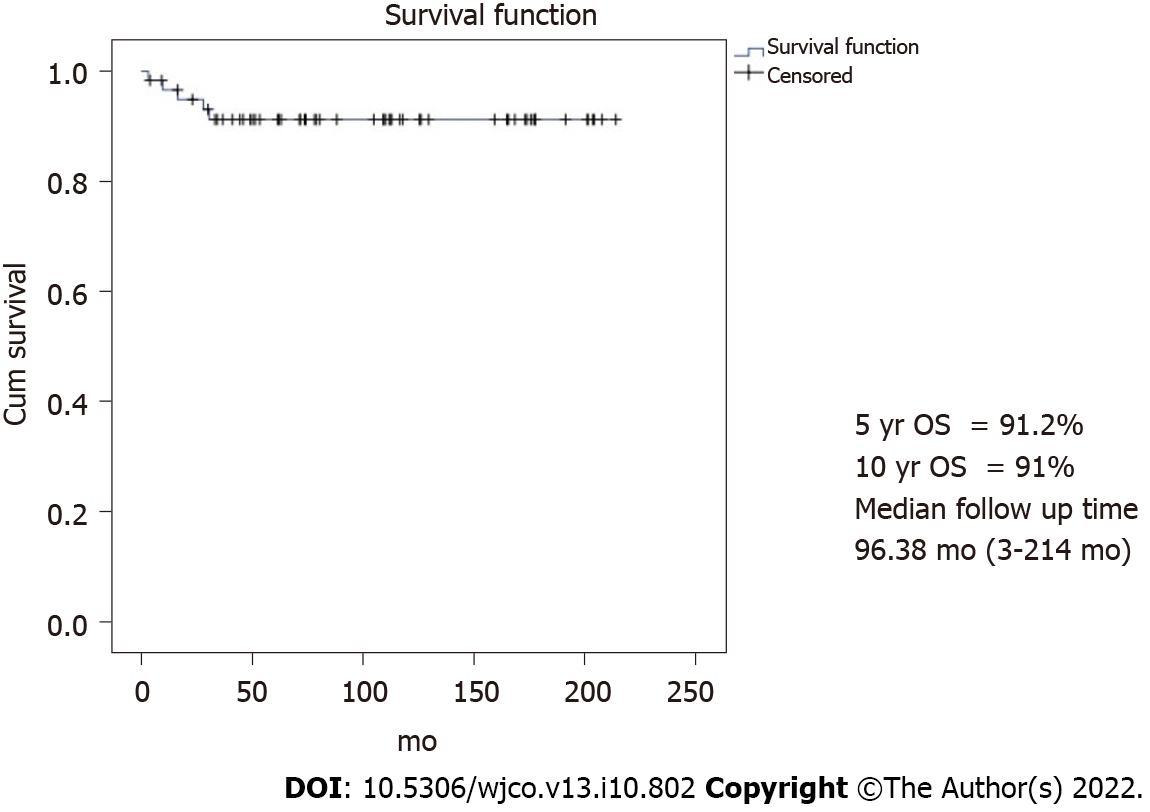 Survival function
Survival function
Censored
1.0
0.8
0.6
0.4
0.2
0.0
Cum survival
0 50 100 150 200 250
mo
5 yr OS = 91.2%
10 yr OS = 91%
Median follow up time
96.38 mo (3-214 mo)
DOI: 10.5306/wjco.v13.i10.802 Copyright ©The Author(s) 2022.